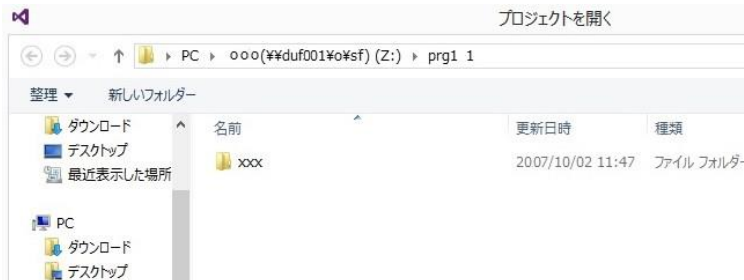 プロジェクトを開く
PC ▸ ooo(¥¥duf001¥o¥sf) (Z:) ▸ prg1 1
整理 ▼ 新しいフォルダー
ダウンロード
デスクトップ
最近表示した場所
PC
ダウンロード
デスクトップ
名前 更新日時 種類
xxx 2007/10/02 11:47 ファイル フォルダー